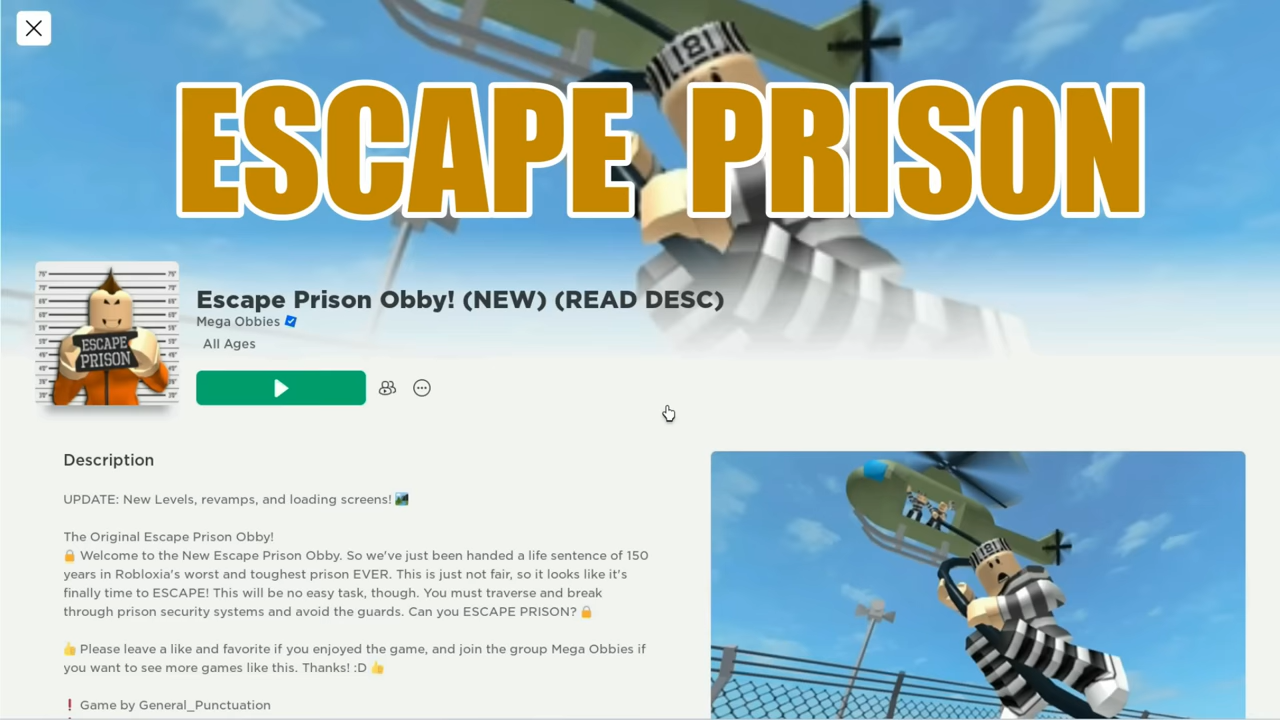 181
ESCAPE PRISON
ESCAPE
PRISON
Escape Prison Obby! (NEW) (READ DESC)
Mega Obbies
All Ages
Description
UPDATE: New Levels, revamps, and loading screens!
The Original Escape Prison Obby!
🔒 Welcome to the New Escape Prison Obby. So we've just been handed a life sentence of 150
years in Robloxia's worst and toughest prison EVER. This is just not fair, so it looks like it's
finally time to ESCAPE! This will be no easy task, though. You must traverse and break
through prison security systems and avoid the guards. Can you ESCAPE PRISON? 🔒
👍 Please leave a like and favorite if you enjoyed the game, and join the group Mega Obbies if
you want to see more games like this. Thanks! :D 👍
❗ Game by General_Punctuation
181